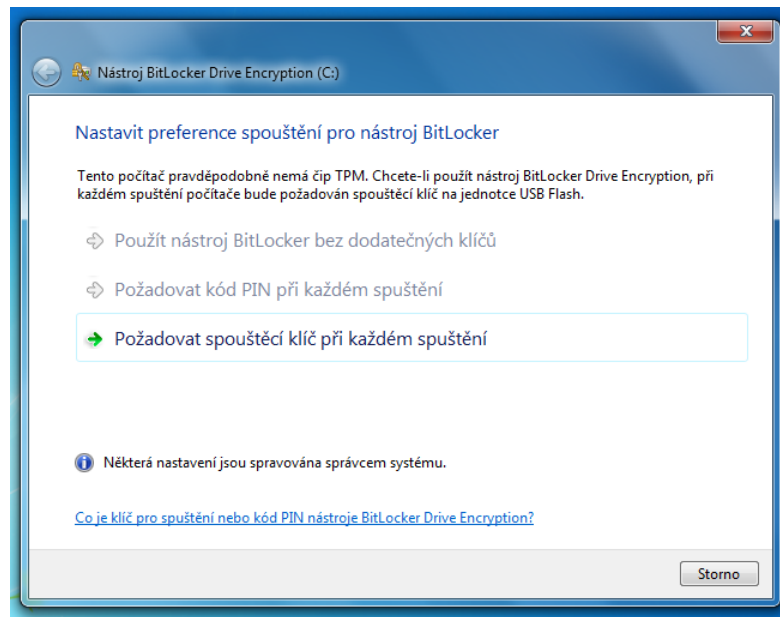 Nástroj BitLocker Drive Encryption (C:)
Nastavit preference spouštění pro nástroj BitLocker
Tento počítač pravděpodobně nemá čip TPM. Chcete-li použít nástroj BitLocker Drive Encryption, při
každém spuštění počítače bude požadován spouštěcí klíč na jednotce USB Flash.
Použít nástroj BitLocker bez dodatečných klíčů
Požadovat kód PIN při každém spuštění
Požadovat spouštěcí klíč při každém spuštění
Některá nastavení jsou spravována správcem systému.
Co je klíč pro spuštění nebo kód PIN nástroje BitLocker Drive Encryption?
Storno